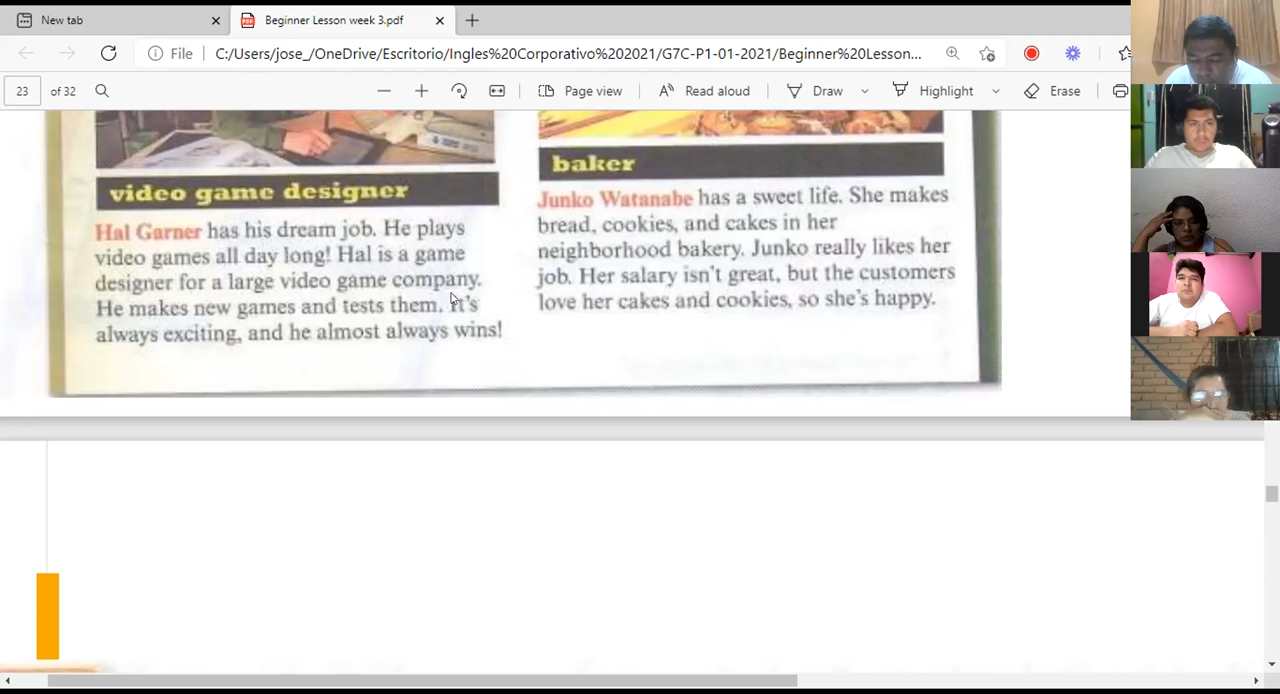 New tab
Beginner Lesson week 3.pdf
File
C:/Users/jose_/OneDrive/Escritorio/Ingles%20Corporativo%202021/G7C-P1-01-2021/Beginner%20Lesson...
23
of 32
Page view
Read aloud
Draw
Highlight
Erase
video game designer
Hal Garner has his dream job. He plays
video games all day long! Hal is a game
designer for a large video game company.
He makes new games and tests them. It's
always exciting, and he almost always wins!
baker
Junko Watanabe has a sweet life. She makes
bread, cookies, and cakes in her
neighborhood bakery. Junko really likes her
job. Her salary isn't great, but the customers
love her cakes and cookies, so she's happy.